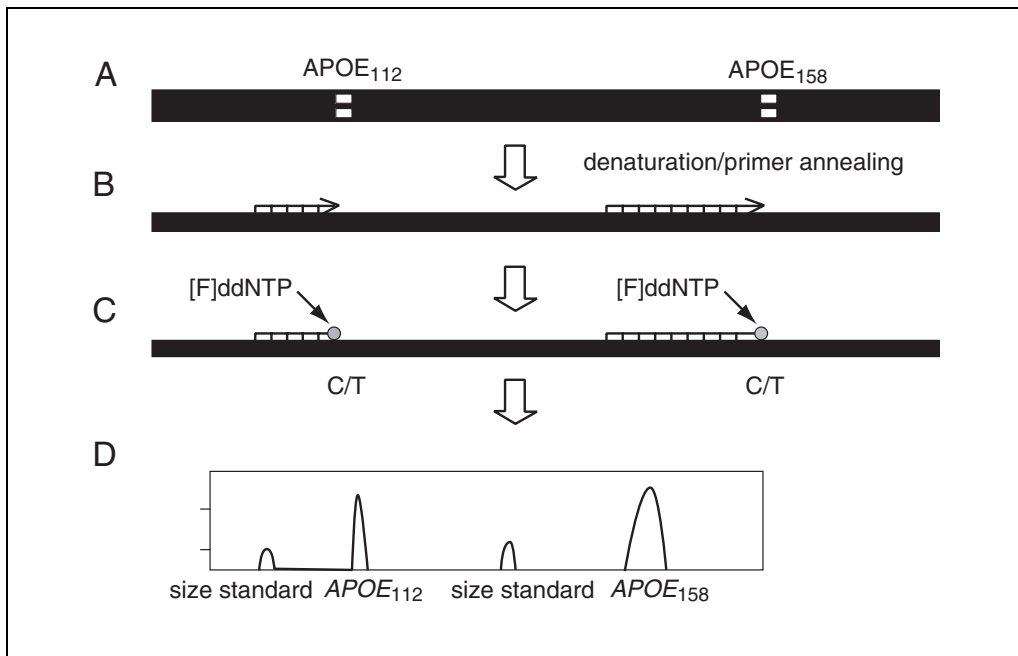 A
APOE112
APOE158
denaturation/primer annealing
B
[F]ddNTP
[F]ddNTP
C
C/T
C/T
D
size standard APOE112 size standard APOE158